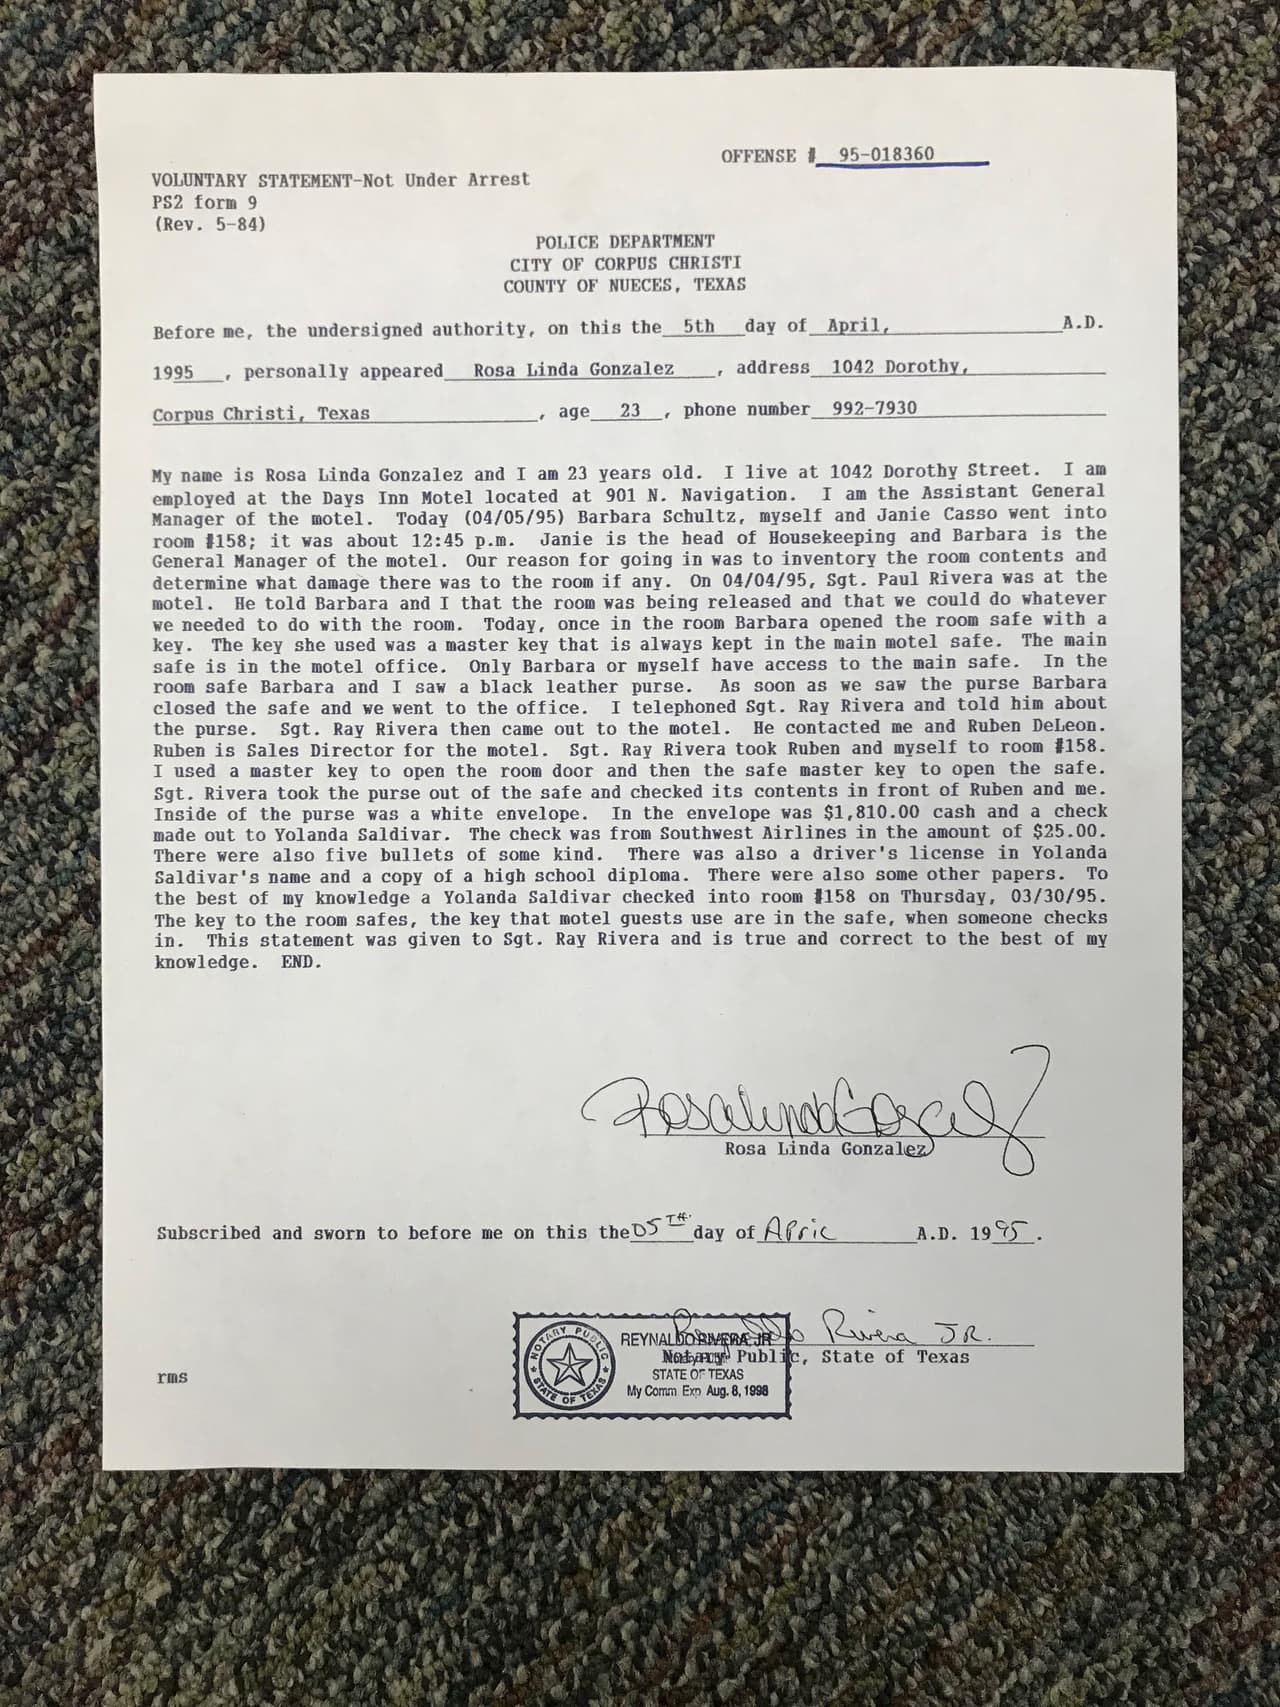 OFFENSE # 95-018360
VOLUNTARY STATEMENT-Not Under Arrest
PS2 form 9
(Rev. 5-84)
POLICE DEPARTMENT
CITY OF CORPUS CHRISTI
COUNTY OF NUECES, TEXAS
Before me, the undersigned authority, on this the 5th day of April, A.D.
1995, personally appeared Rosa Linda Gonzalez, address 1042 Dorothy,
Corpus Christi, Texas, age 23, phone number 992-7930
My name is Rosa Linda Gonzalez and I am 23 years old. I live at 1042 Dorothy Street. I am
employed at the Days Inn Motel located at 901 N. Navigation. I am the Assistant General
Manager of the motel. Today (04/05/95) Barbara Schultz, myself and Janie Casso went into
room #158; it was about 12:45 p.m. Janie is the head of Housekeeping and Barbara is the
General Manager of the motel. Our reason for going in was to inventory the room contents and
determine what damage there was to the room if any. On 04/04/95, Sgt. Paul Rivera was at the
motel. He told Barbara and I that the room was being released and that we could do whatever
we needed to do with the room. Today, once in the room Barbara opened the room safe with a
key. The key she used was a master key that is always kept in the main motel safe. The main
safe is in the motel office. Only Barbara or myself have access to the main safe. In the
room safe Barbara and I saw a black leather purse. As soon as we saw the purse Barbara
closed the safe and we went to the office. I telephoned Sgt. Ray Rivera and told him about
the purse. Sgt. Ray Rivera then came out to the motel. He contacted me and Ruben DeLeon.
Ruben is Sales Director for the motel. Sgt. Ray Rivera took Ruben and myself to room #158.
I used a master key to open the room door and then the safe master key to open the safe.
Sgt. Rivera took the purse out of the safe and checked its contents in front of Ruben and me.
Inside of the purse was a white envelope. In the envelope was $1,810.00 cash and a check
made out to Yolanda Saldivar. The check was from Southwest Airlines in the amount of $25.00.
There were also five bullets of some kind. There was also a driver's license in Yolanda
Saldivar's name and a copy of a high school diploma. There were also some other papers. To
the best of my knowledge a Yolanda Saldivar checked into room #158 on Thursday, 03/30/95.
The key to the room safes, the key that motel guests use are in the safe, when someone checks
in. This statement was given to Sgt. Ray Rivera and is true and correct to the best of my
knowledge. END.
Rosalinda Gonzalez
Rosa Linda Gonzalez
Subscribed and sworn to before me on this the 05TH day of April A.D. 1995.
Reynaldo Rivera JR.
Notary Public, State of Texas
NOTARY PUBLIC
STATE OF TEXAS
REYNALDO RIVERA JR
Notary Public
STATE OF TEXAS
My Comm. Exp. Aug. 8, 1998
rms